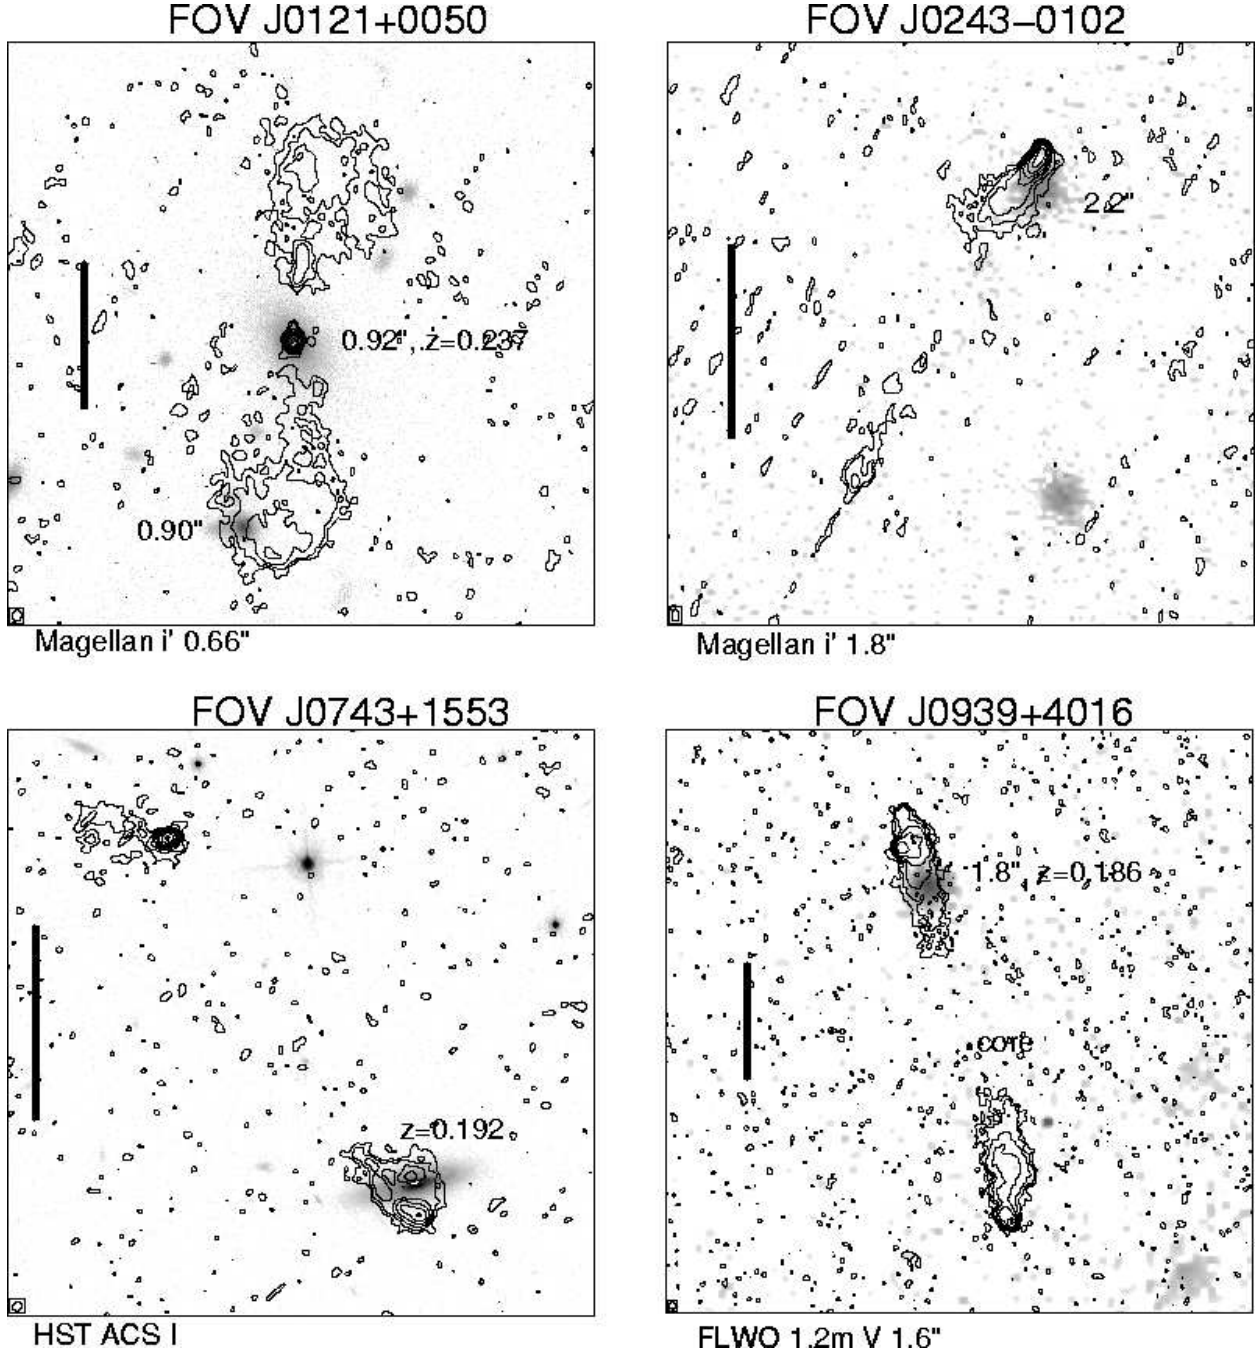 FOV J0121+0050
FOV J0243−0102
0.92", z=0.237
0.90"
2.2"
Magellan i' 0.66"
Magellan i' 1.8"
FOV J0743+1553
FOV J0939+4016
z=0.192
1.8", z=0.186
core
HST ACS I
FLWO 1.2m V 1.6"